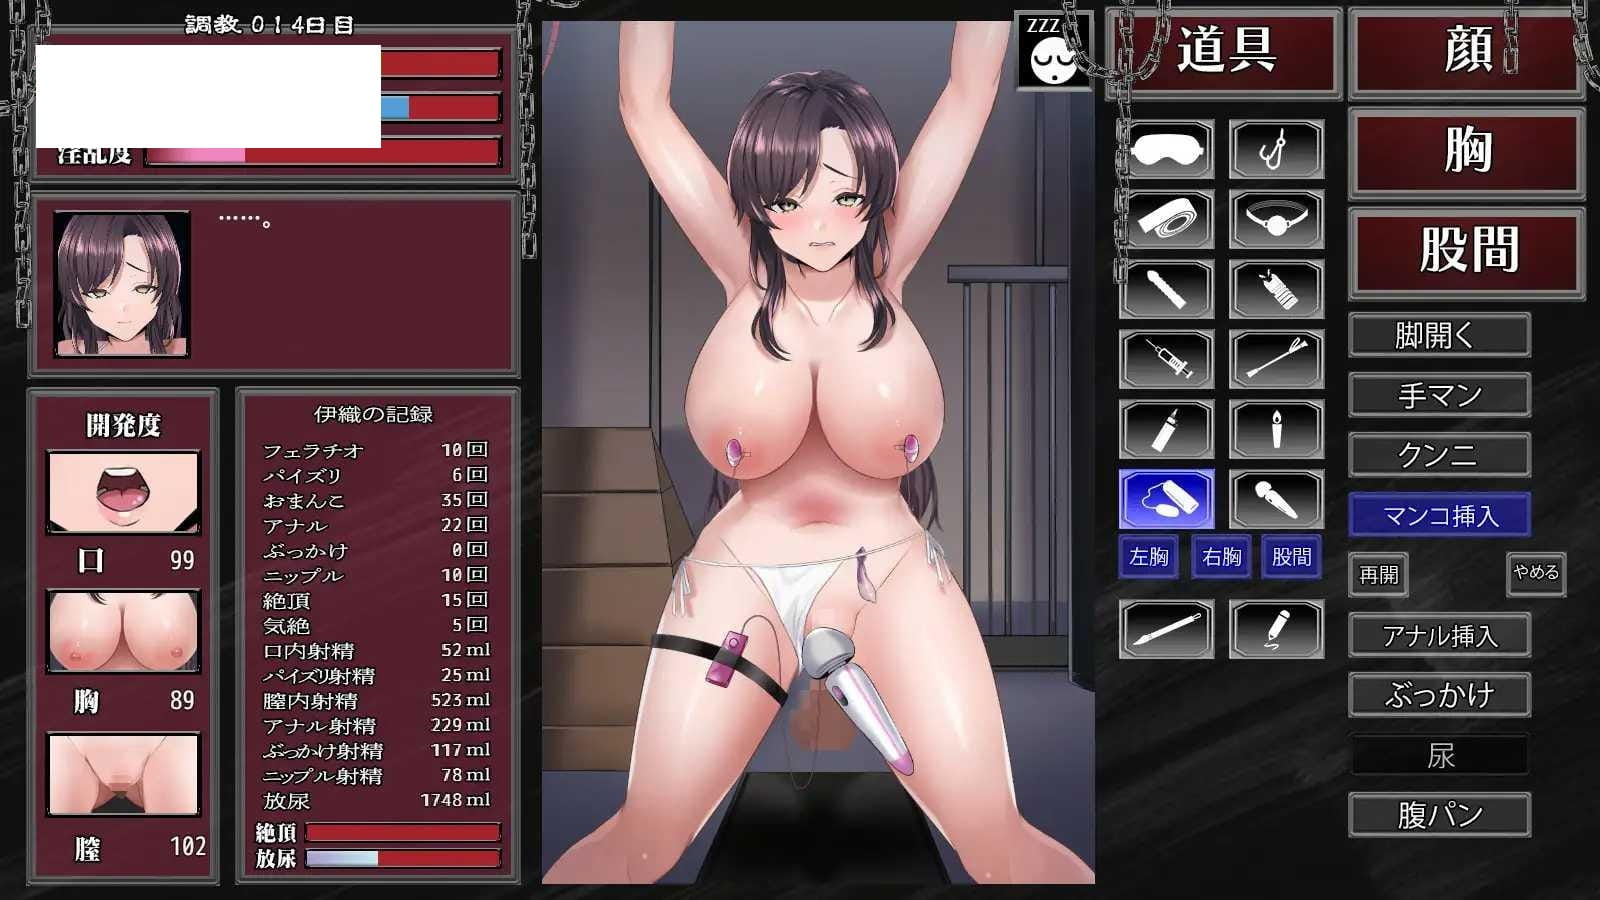 調教014日目
淫乱度
……。
開発度
口 99
胸 89
膣 102
伊織の記録
フェラチオ 10回
パイズリ 6回
おまんこ 35回
アナル 22回
ぶっかけ 0回
ニップル 10回
絶頂 15回
気絶 5回
口内射精 52ml
パイズリ射精 25ml
膣内射精 523ml
アナル射精 229ml
ぶっかけ射精 117ml
ニップル射精 78ml
放尿 1748ml
絶頂
放尿
ZZZ
道具
左胸 右胸 股間
顔
胸
股間
脚開く
手マン
クンニ
マンコ挿入
再開 やめる
アナル挿入
ぶっかけ
尿
腹パン